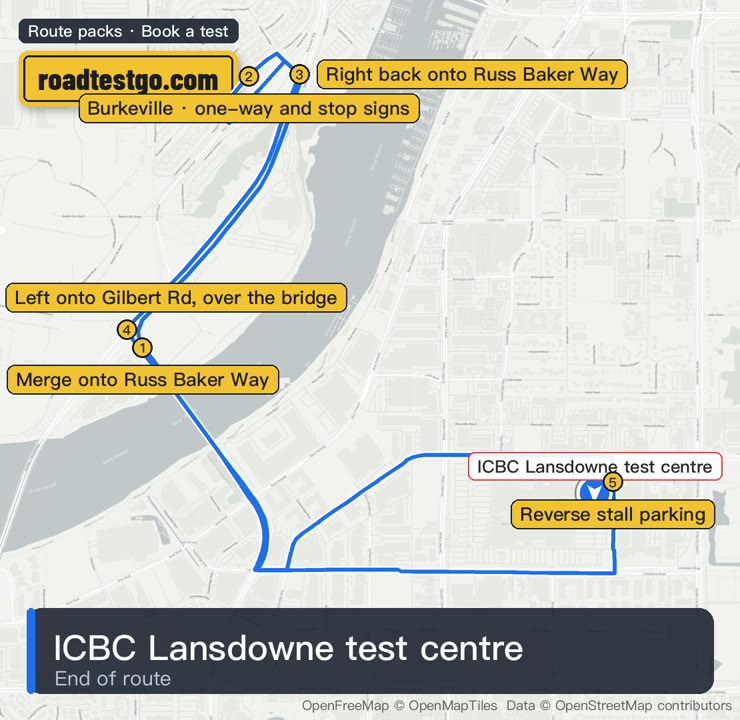 Route packs · Book a test
roadtestgo.com
2
3
Right back onto Russ Baker Way
Burkeville · one-way and stop signs
Left onto Gilbert Rd, over the bridge
4
1
Merge onto Russ Baker Way
ICBC Lansdowne test centre
5
Reverse stall parking
ICBC Lansdowne test centre
End of route
OpenFreeMap © OpenMapTiles Data © OpenStreetMap contributors